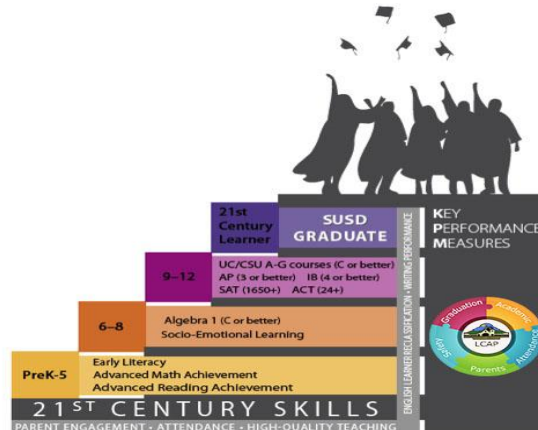 21st
Century
Learner
SUSD
GRADUATE
KEY
PERFORMANCE
MEASURES
9–12
UC/CSU A-G courses (C or better)
AP (3 or better) IB (4 or better)
SAT (1650+) ACT (24+)
6–8
Algebra 1 (C or better)
Socio-Emotional Learning
PreK-5
Early Literacy
Advanced Math Achievement
Advanced Reading Achievement
ENGLISH LEARNER RECLASSIFICATION • WRITING PERFORMANCE
Graduation
Academic
Attendance
Parents
Safety
LCAP
21ST CENTURY SKILLS
PARENT ENGAGEMENT • ATTENDANCE • HIGH-QUALITY TEACHING